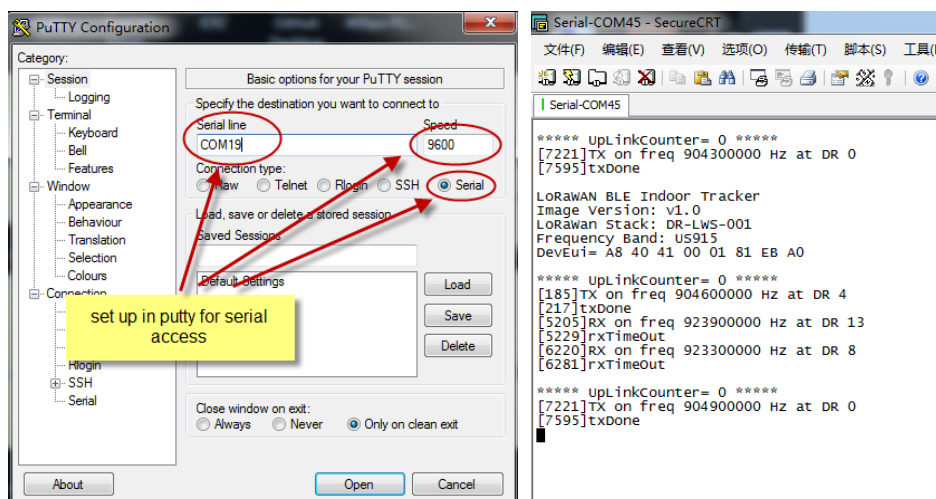 PuTTY Configuration
Category:
Session
Logging
Terminal
Keyboard
Bell
Features
Window
Appearance
Behaviour
Translation
Selection
Colours
Connection
Rlogin
SSH
Serial
Basic options for your PuTTY session
Specify the destination you want to connect to
Serial line
Speed
COM19
9600
Connection type:
Raw Telnet Rlogin SSH Serial
Load, save or delete a stored session
Saved Sessions
Default Settings
Load
Save
Delete
set up in putty for serial
access
Close window on exit:
Always Never Only on clean exit
About
Open
Cancel
Serial-COM45 - SecureCRT
文件(F) 编辑(E) 查看(V) 选项(O) 传输(T) 脚本(S) 工具(
Serial-COM45
***** UpLinkCounter= 0 *****
[7221]TX on freq 904300000 Hz at DR 0
[7595]txDone
LoRaWAN BLE Indoor Tracker
Image Version: v1.0
LoRaWan Stack: DR-LWS-001
Frequency Band: US915
DevEui= A8 40 41 00 01 81 EB A0
***** UpLinkCounter= 0 *****
[185]TX on freq 904600000 Hz at DR 4
[217]txDone
[5205]RX on freq 923900000 Hz at DR 13
[5229]rxTimeOut
[6220]RX on freq 923300000 Hz at DR 8
[6281]rxTimeOut
***** UpLinkCounter= 0 *****
[7221]TX on freq 904900000 Hz at DR 0
[7595]txDone